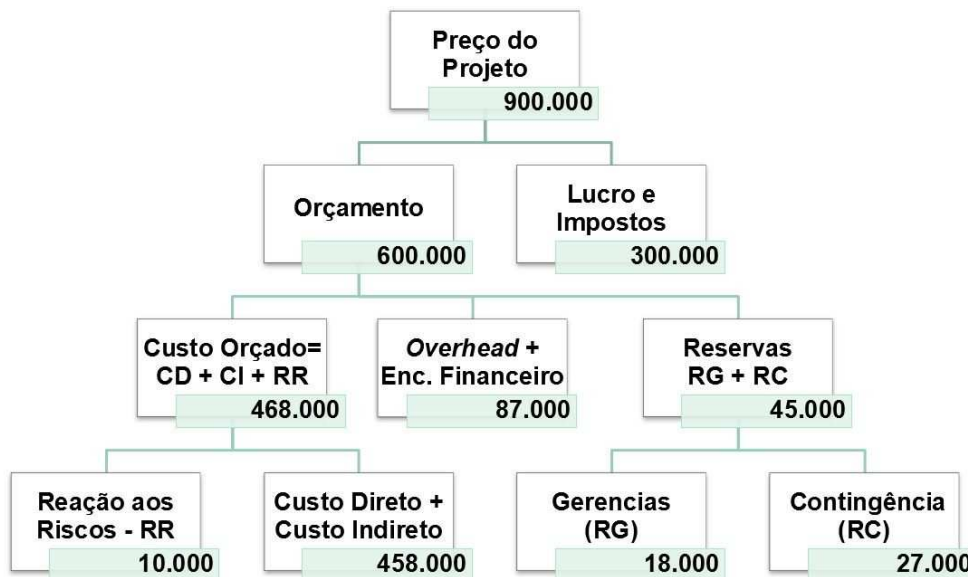 Preço do
Projeto
900.000
Orçamento
600.000
Lucro e
Impostos
300.000
Custo Orçado=
CD + CI + RR
468.000
Overhead +
Enc. Financeiro
87.000
Reservas
RG + RC
45.000
Reação aos
Riscos - RR
10.000
Custo Direto +
Custo Indireto
458.000
Gerencias
(RG)
18.000
Contingência
(RC)
27.000